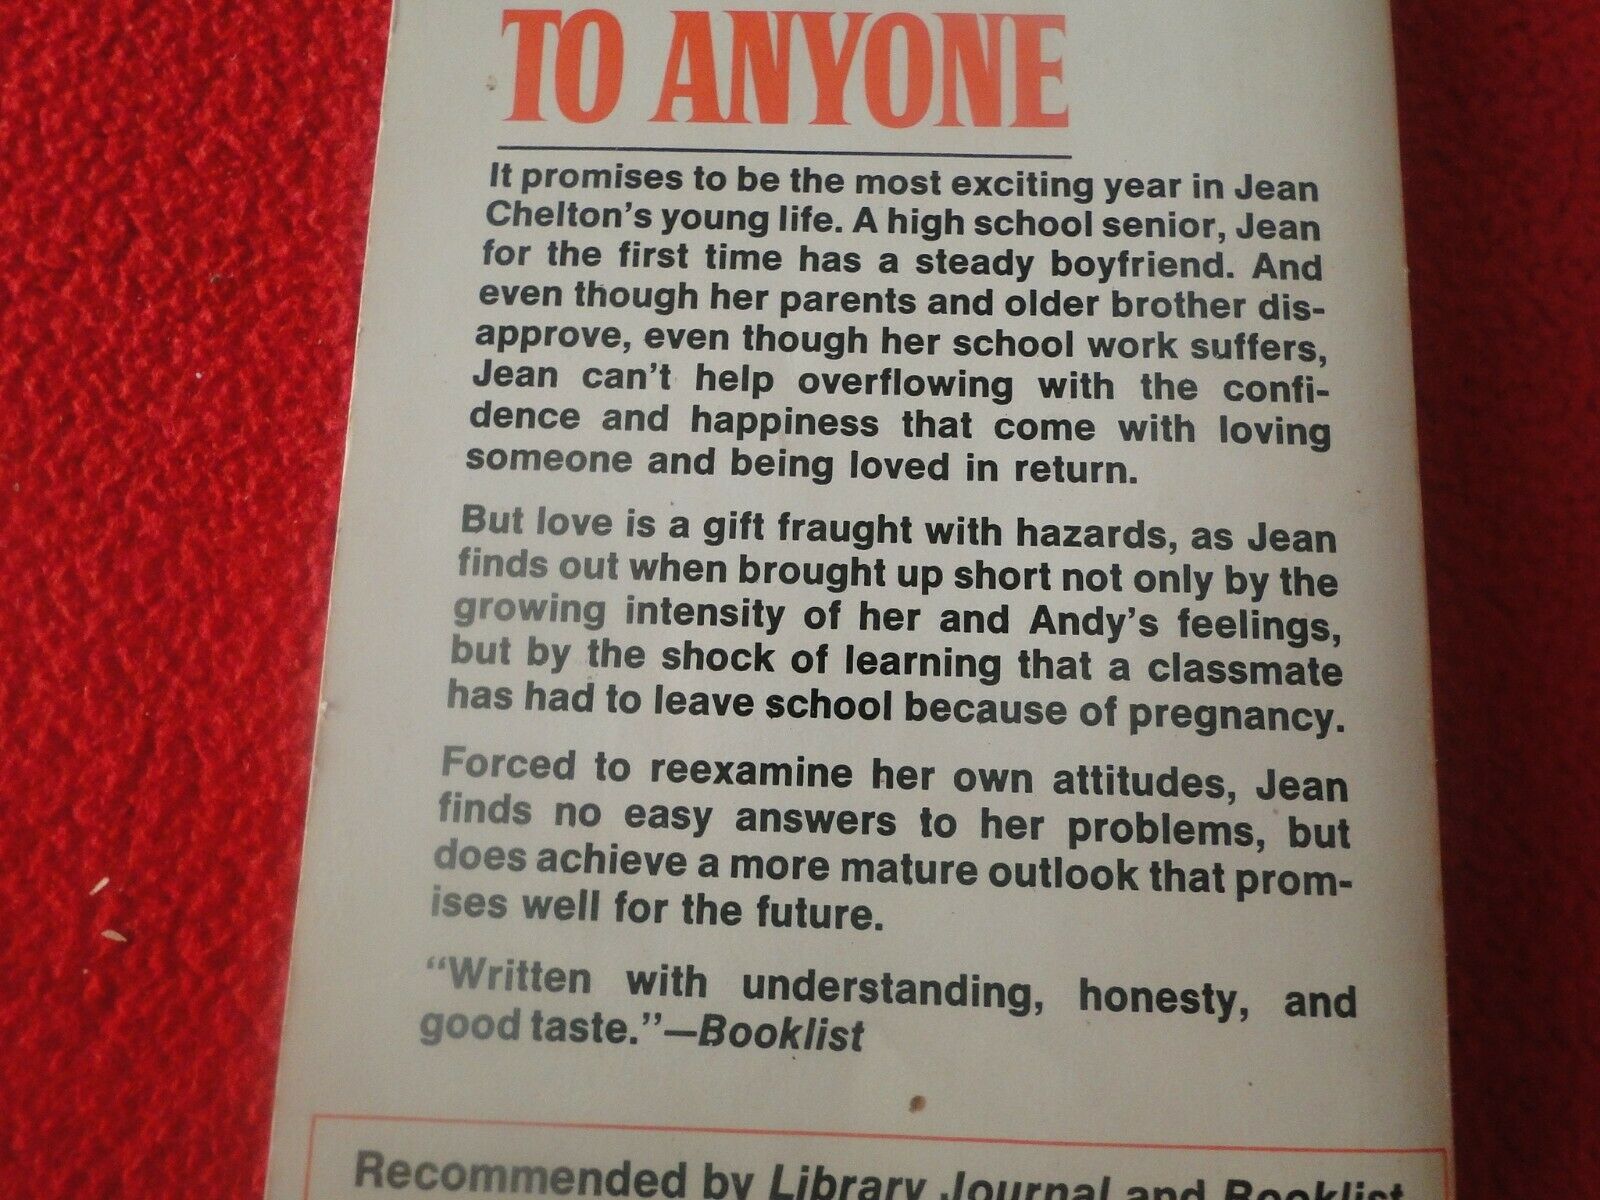 TO ANYONE
It promises to be the most exciting year in Jean
Chelton's young life. A high school senior, Jean
for the first time has a steady boyfriend. And
even though her parents and older brother dis-
approve, even though her school work suffers,
Jean can't help overflowing with the confi-
dence and happiness that come with loving
someone and being loved in return.
But love is a gift fraught with hazards, as Jean
finds out when brought up short not only by the
growing intensity of her and Andy's feelings,
but by the shock of learning that a classmate
has had to leave school because of pregnancy.
Forced to reexamine her own attitudes, Jean
finds no easy answers to her problems, but
does achieve a more mature outlook that prom-
ises well for the future.
"Written with understanding, honesty, and
good taste."—Booklist
Recommended by Library Journal and Booklist